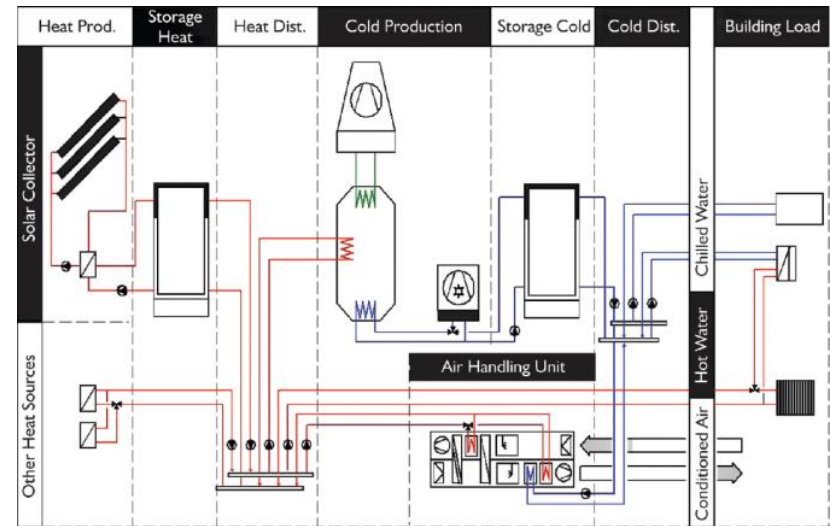 Heat Prod.
Storage
Heat
Heat Dist.
Cold Production
Storage Cold
Cold Dist.
Building Load
Solar Collector
Other Heat Sources
Chilled Water
Hot Water
Conditioned Air
Air Handling Unit